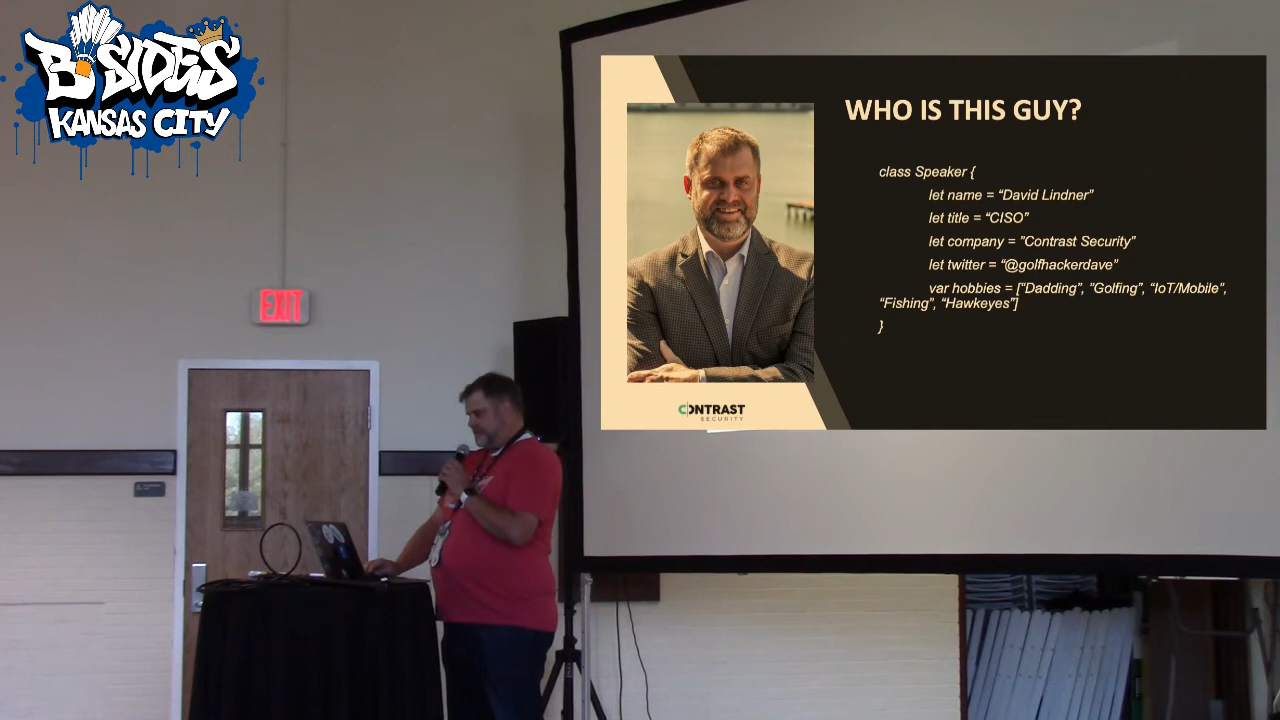 B·SIDES
KANSAS CITY
WHO IS THIS GUY?
class Speaker {
let name = “David Lindner”
let title = “CISO”
let company = ”Contrast Security”
let twitter = “@golfhackerdave”
var hobbies = [“Dadding”, ”Golfing”, “IoT/Mobile”,
“Fishing”, “Hawkeyes”]
}
CONTRAST
SECURITY
EXIT